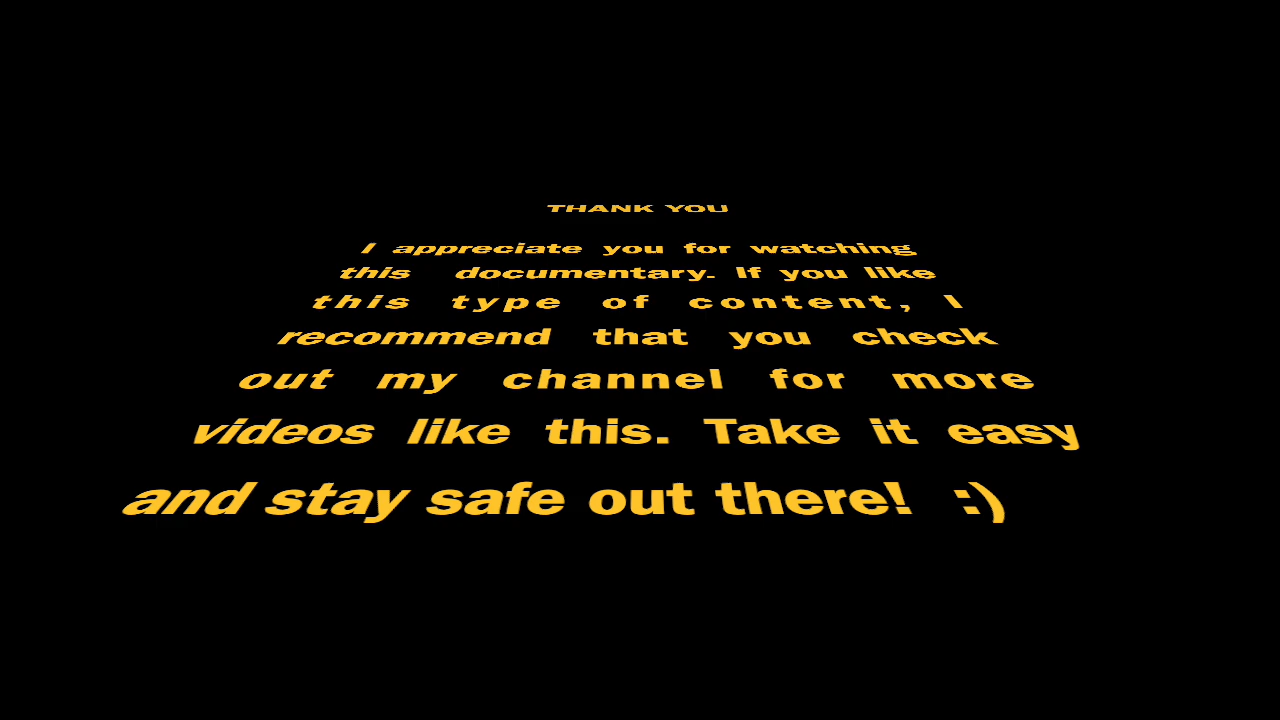 THANK YOU
I appreciate you for watching
this documentary. If you like
this type of content, I
recommend that you check
out my channel for more
videos like this. Take it easy
and stay safe out there! :)